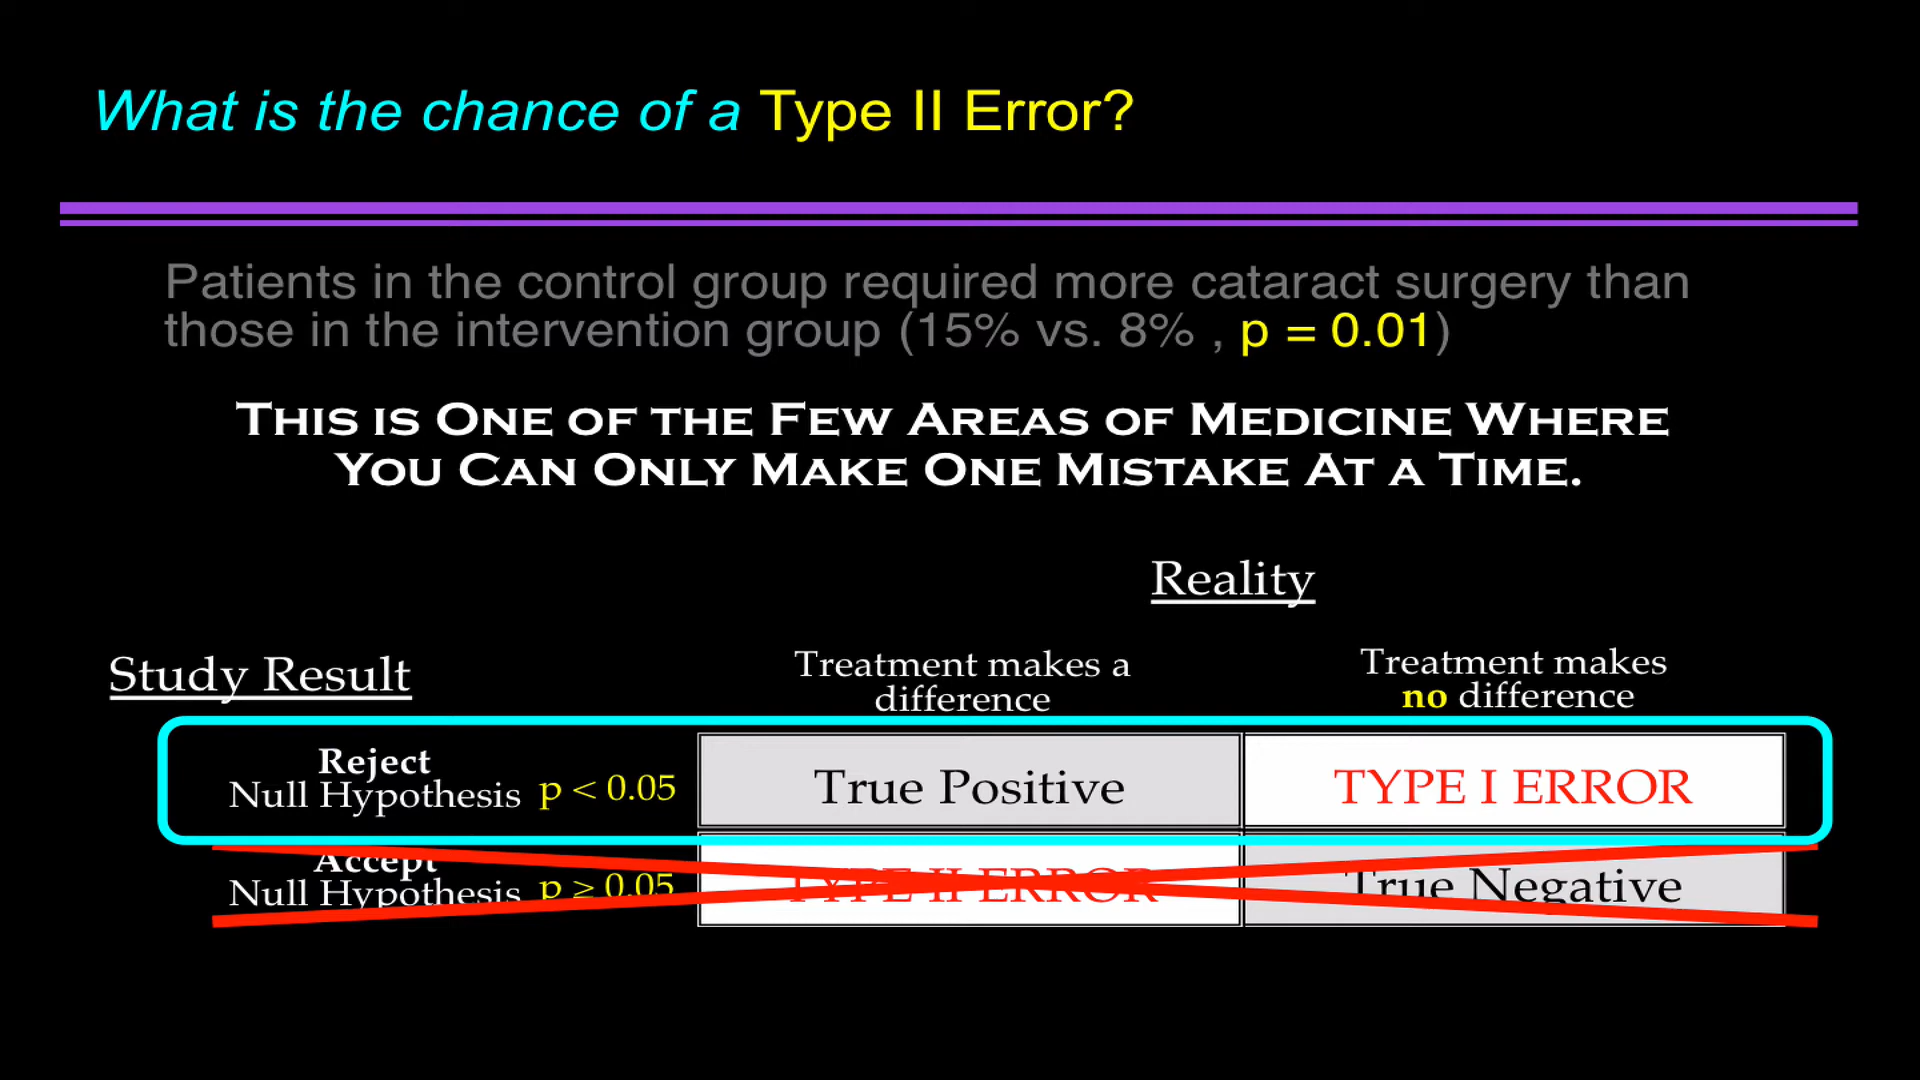 What is the chance of a Type II Error?
Patients in the control group required more cataract surgery than
those in the intervention group (15% vs. 8% , p = 0.01)
THIS IS ONE OF THE FEW AREAS OF MEDICINE WHERE
YOU CAN ONLY MAKE ONE MISTAKE AT A TIME.
Reality
Study Result
Treatment makes a
difference
Treatment makes
no difference
Reject
Null Hypothesis p < 0.05
True Positive
TYPE I ERROR
Accept
Null Hypothesis p ≥ 0.05
TYPE II ERROR
True Negative